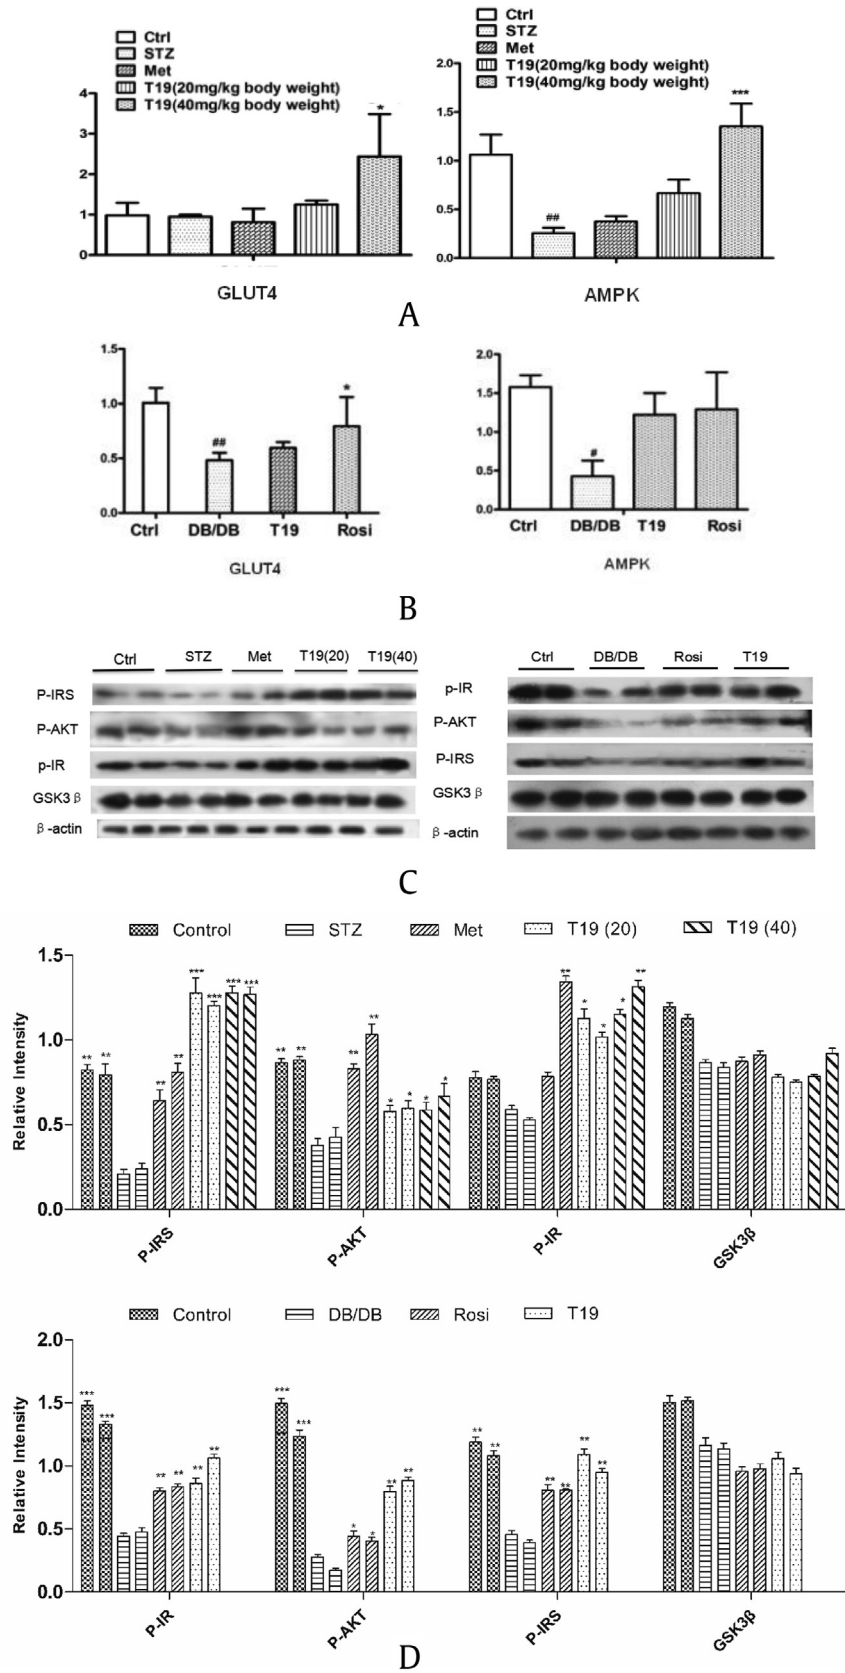 Ctrl
STZ
Met
T19(20mg/kg body weight)
T19(40mg/kg body weight)
4
3
2
1
0
*
GLUT4
Ctrl
STZ
Met
T19(20mg/kg body weight)
T19(40mg/kg body weight)
2.0
1.5
1.0
0.5
0.0
##
***
AMPK
A
1.5
1.0
0.5
0.0
##
*
Ctrl DB/DB T19 Rosi
GLUT4
2.0
1.5
1.0
0.5
0.0
#
Ctrl DB/DB T19 Rosi
AMPK
B
Ctrl STZ Met T19(20) T19(40)
P-IRS
P-AKT
p-IR
GSK3β
β-actin
Ctrl DB/DB Rosi T19
p-IR
P-AKT
P-IRS
GSK3β
β-actin
C
Control STZ Met T19 (20) T19 (40)
Relative Intensity
1.5
1.0
0.5
0.0
** ** ** ** *** *** *** ***
** ** ** ** * * * *
** * * * **
P-IRS P-AKT P-IR GSK3β
Control DB/DB Rosi T19
Relative Intensity
2.0
1.5
1.0
0.5
0.0
*** *** ** ** ** **
*** *** * * ** **
** ** ** ** ** **
P-IR P-AKT P-IRS GSK3β
D